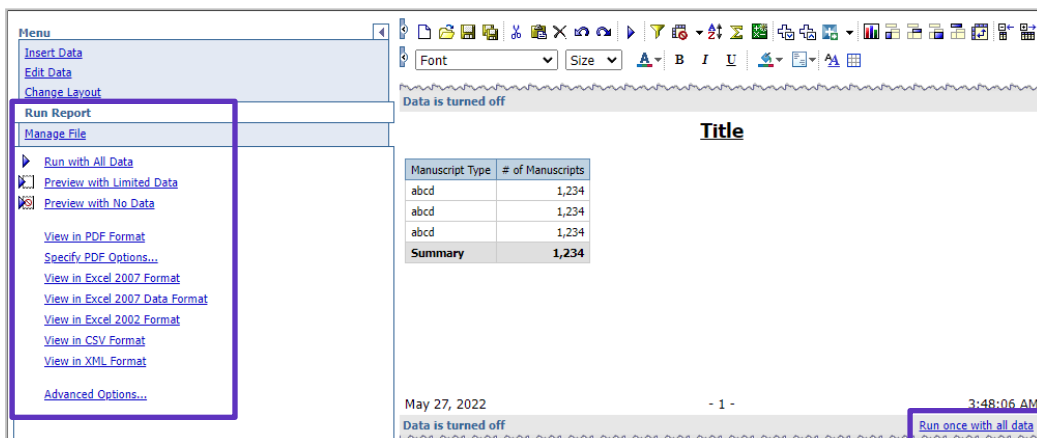 Menu
Insert Data
Edit Data
Change Layout
Run Report
Manage File
Run with All Data
Preview with Limited Data
Preview with No Data
View in PDF Format
Specify PDF Options...
View in Excel 2007 Format
View in Excel 2007 Data Format
View in Excel 2002 Format
View in CSV Format
View in XML Format
Advanced Options...
Font Size A B I U
Data is turned off
Title
Manuscript Type # of Manuscripts
abcd 1,234
abcd 1,234
abcd 1,234
Summary 1,234
May 27, 2022 - 1 - 3:48:06 AM
Data is turned off Run once with all data